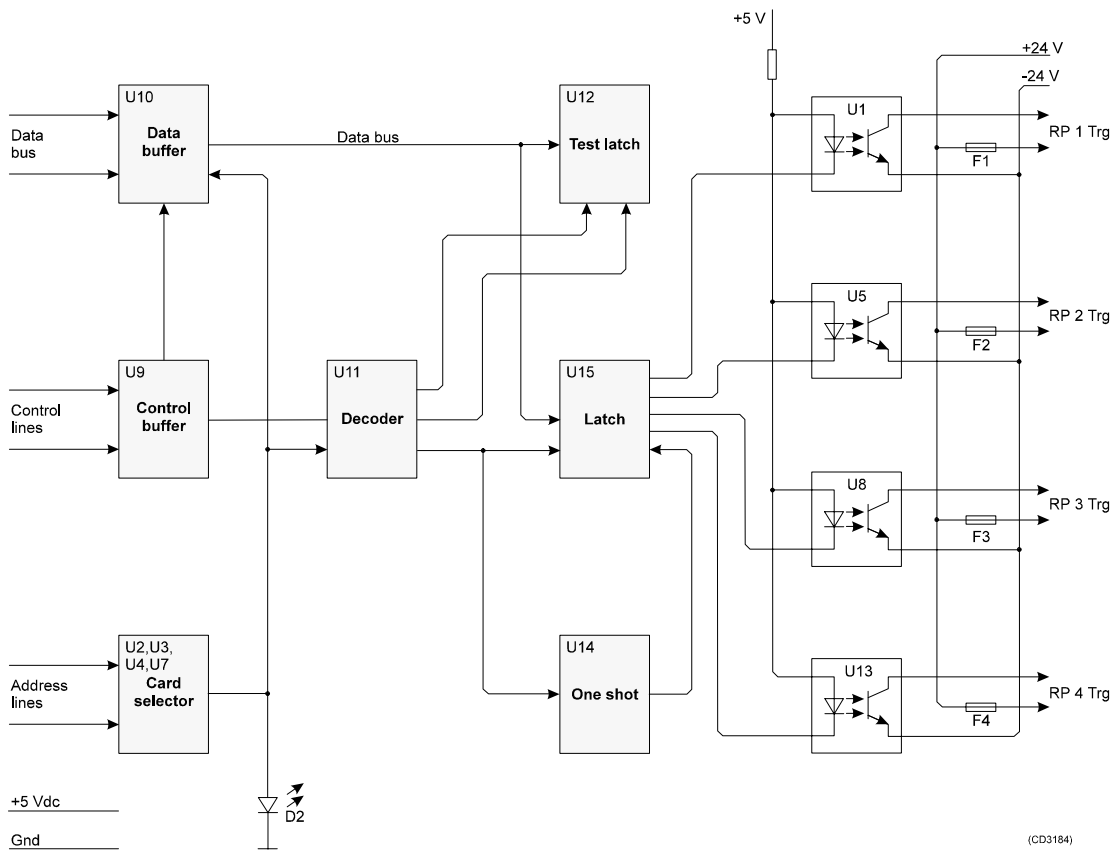 +5 V
+24 V
-24 V
U10
Data
buffer
Data
bus
Data bus
U12
Test latch
U1
RP 1 Trg
F1
U5
RP 2 Trg
F2
U9
Control
buffer
Control
lines
U11
Decoder
U15
Latch
U8
RP 3 Trg
F3
U2,U3,
U4,U7
Card
selector
Address
lines
U14
One shot
U13
RP 4 Trg
F4
+5 Vdc
D2
Gnd
(CD3184)